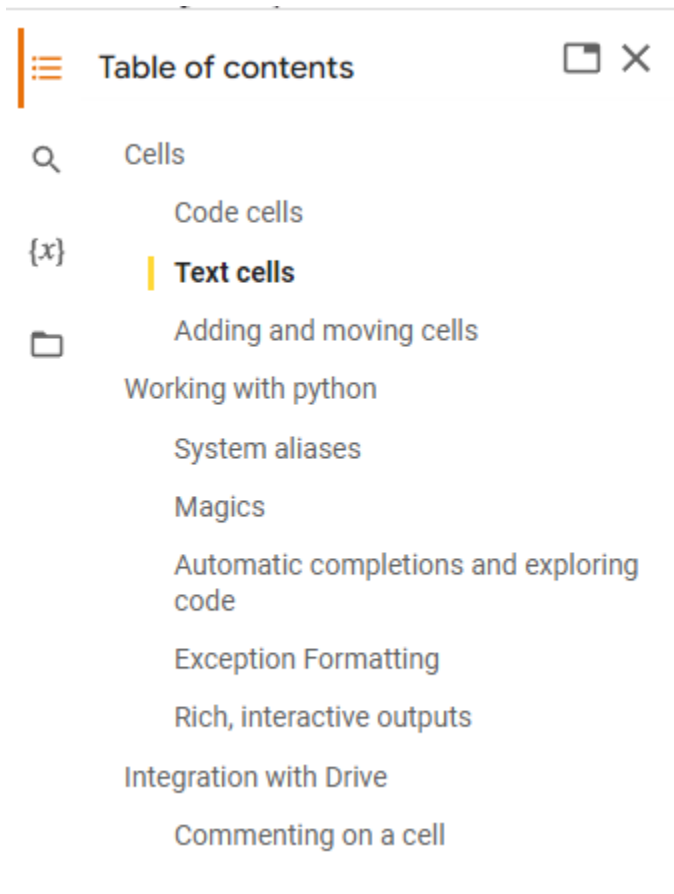 Table of contents
Cells
{x}
Code cells
Text cells
Adding and moving cells
Working with python
System aliases
Magics
Automatic completions and exploring
code
Exception Formatting
Rich, interactive outputs
Integration with Drive
Commenting on a cell